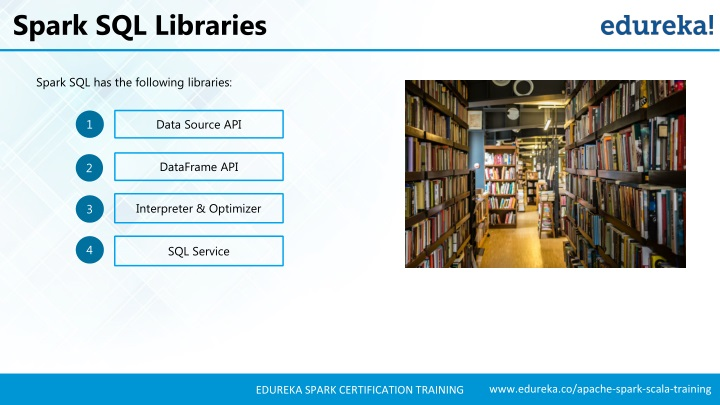 Spark SQL Libraries
edureka!
Spark SQL has the following libraries:
1 Data Source API
2 DataFrame API
3 Interpreter & Optimizer
4 SQL Service
EDUREKA SPARK CERTIFICATION TRAINING
www.edureka.co/apache-spark-scala-training